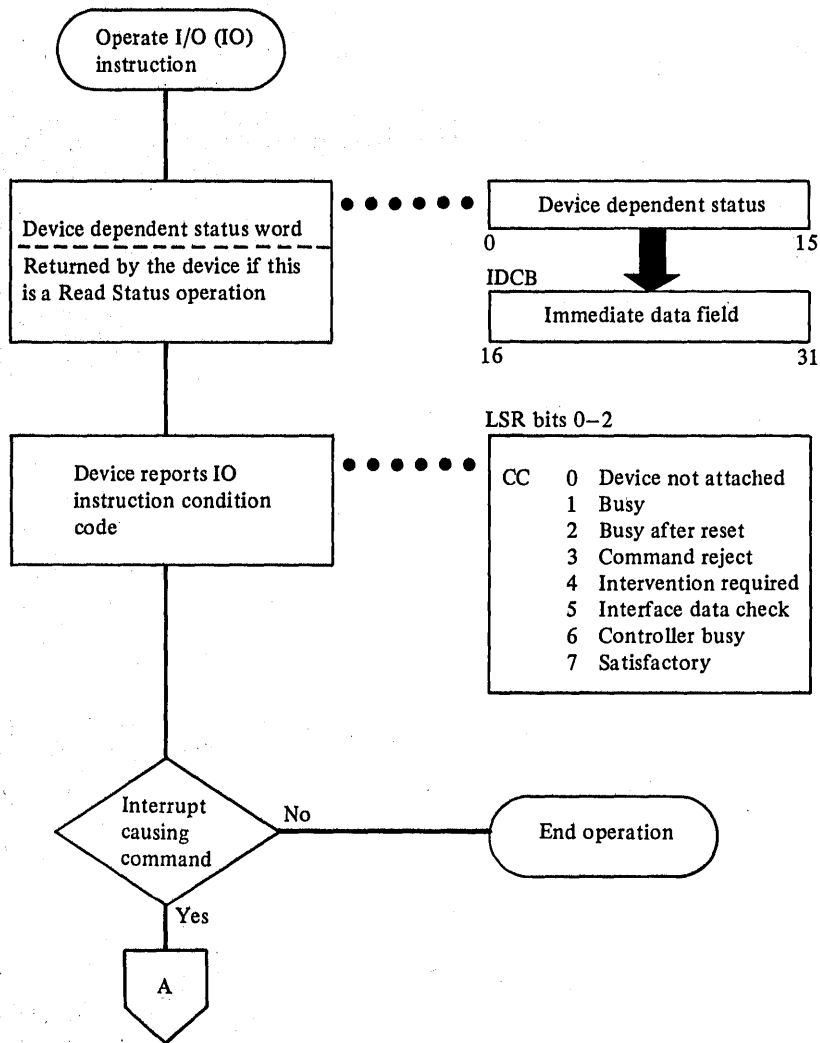 Operate I/O (IO)
instruction
Device dependent status word
Returned by the device if this
is a Read Status operation
Device dependent status
0 15
IDCB
Immediate data field
16 31
Device reports IO
instruction condition
code
LSR bits 0–2
CC 0 Device not attached
1 Busy
2 Busy after reset
3 Command reject
4 Intervention required
5 Interface data check
6 Controller busy
7 Satisfactory
Interrupt
causing
command
No
End operation
Yes
A